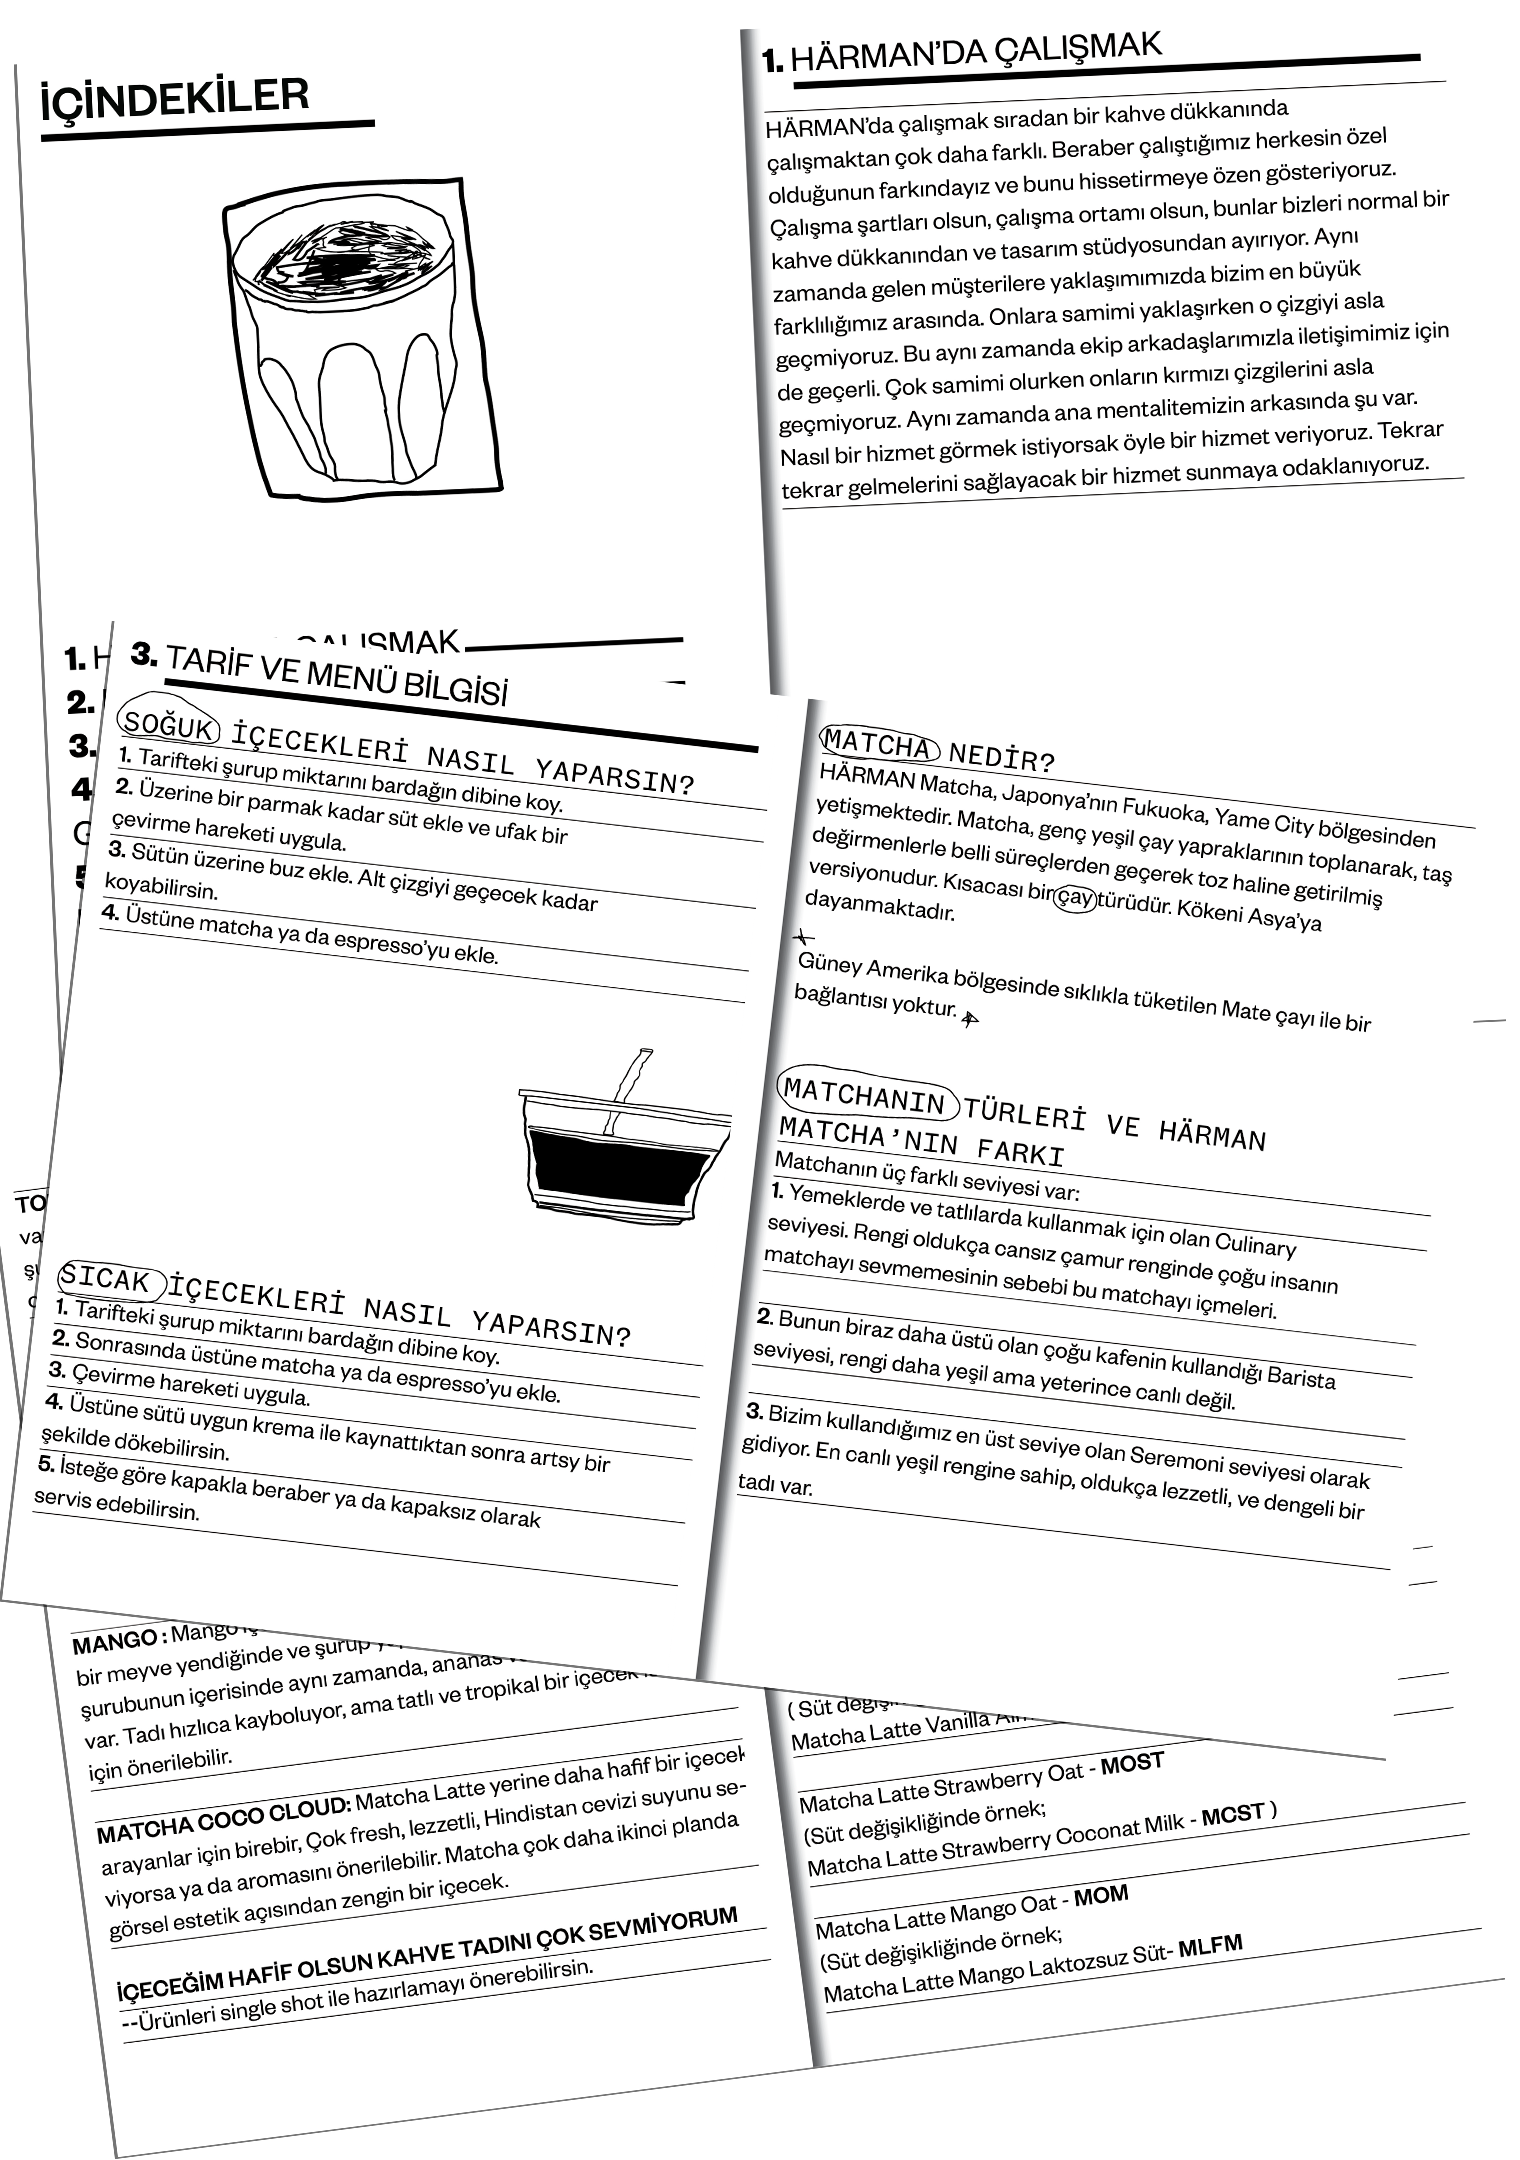 İÇİNDEKİLER
1. HÄRMAN'DA ÇALIŞMAK
HÄRMAN'da çalışmak sıradan bir kahve dükkanında
çalışmaktan çok daha farklı. Beraber çalıştığımız herkesin özel
olduğunun farkındayız ve bunu hissetirmeye özen gösteriyoruz.
Çalışma şartları olsun, çalışma ortamı olsun, bunlar bizleri normal bir
kahve dükkanından ve tasarım stüdyosundan ayırıyor. Aynı
zamanda gelen müşterilere yaklaşımımızda bizim en büyük
farklılığımız arasında. Onlara samimi yaklaşırken o çizgiyi asla
geçmiyoruz. Bu aynı zamanda ekip arkadaşlarımızla iletişimimiz için
de geçerli. Çok samimi olurken onların kırmızı çizgilerini asla
geçmiyoruz. Aynı zamanda ana mentalitemizin arkasında şu var.
Nasıl bir hizmet görmek istiyorsak öyle bir hizmet veriyoruz. Tekrar
tekrar gelmelerini sağlayacak bir hizmet sunmaya odaklanıyoruz.
1. H ÇALIŞMAK
2.
3.
4
3. TARİF VE MENÜ BİLGİSİ
SOĞUK İÇECEKLERİ NASIL YAPARSIN?
1. Tarifteki şurup miktarını bardağın dibine koy.
2. Üzerine bir parmak kadar süt ekle ve ufak bir
çevirme hareketi uygula.
3. Sütün üzerine buz ekle. Alt çizgiyi geçecek kadar
koyabilirsin.
4. Üstüne matcha ya da espresso'yu ekle.
SICAK İÇECEKLERİ NASIL YAPARSIN?
1. Tarifteki şurup miktarını bardağın dibine koy.
2. Sonrasında üstüne matcha ya da espresso'yu ekle.
3. Çevirme hareketi uygula.
4. Üstüne sütü uygun krema ile kaynattıktan sonra artsy bir
şekilde dökebilirsin.
5. İsteğe göre kapakla beraber ya da kapaksız olarak
servis edebilirsin.
MATCHA NEDİR?
HÄRMAN Matcha, Japonya'nın Fukuoka, Yame City bölgesinden
yetişmektedir. Matcha, genç yeşil çay yapraklarının toplanarak, taş
değirmenlerle belli süreçlerden geçerek toz haline getirilmiş
versiyonudur. Kısacası bir çay türüdür. Kökeni Asya'ya
dayanmaktadır.
Güney Amerika bölgesinde sıklıkla tüketilen Mate çayı ile bir
bağlantısı yoktur.
MATCHANIN TÜRLERİ VE HÄRMAN
MATCHA'NIN FARKI
Matchanın üç farklı seviyesi var:
1. Yemeklerde ve tatlılarda kullanmak için olan Culinary
seviyesi. Rengi oldukça cansız çamur renginde çoğu insanın
matchayı sevmemesinin sebebi bu matchayı içmeleri.
2. Bunun biraz daha üstü olan çoğu kafenin kullandığı Barista
seviyesi, rengi daha yeşil ama yeterince canlı değil.
3. Bizim kullandığımız en üst seviye olan Seremoni seviyesi olarak
gidiyor. En canlı yeşil rengine sahip, oldukça lezzetli, ve dengeli bir
tadı var.
TO
va
MANGO : Mango
bir meyve yendiğinde ve şurup
şurubunun içerisinde aynı zamanda, ananas
var. Tadı hızlıca kayboluyor, ama tatlı ve tropikal bir içecek
için önerilebilir.
MATCHA COCO CLOUD: Matcha Latte yerine daha hafif bir içecek
arayanlar için birebir, Çok fresh, lezzetli, Hindistan cevizi suyunu se-
viyorsa ya da aromasını önerilebilir. Matcha çok daha ikinci planda
görsel estetik açısından zengin bir içecek.
İÇECEĞİM HAFİF OLSUN KAHVE TADINI ÇOK SEVMİYORUM
--Ürünleri single shot ile hazırlamayı önerebilirsin.
( Süt
Matcha Latte Vanilla
Matcha Latte Strawberry Oat - MOST
(Süt değişikliğinde örnek;
Matcha Latte Strawberry Coconat Milk - MCST )
Matcha Latte Mango Oat - MOM
(Süt değişikliğinde örnek;
Matcha Latte Mango Laktozsuz Süt- MLFM